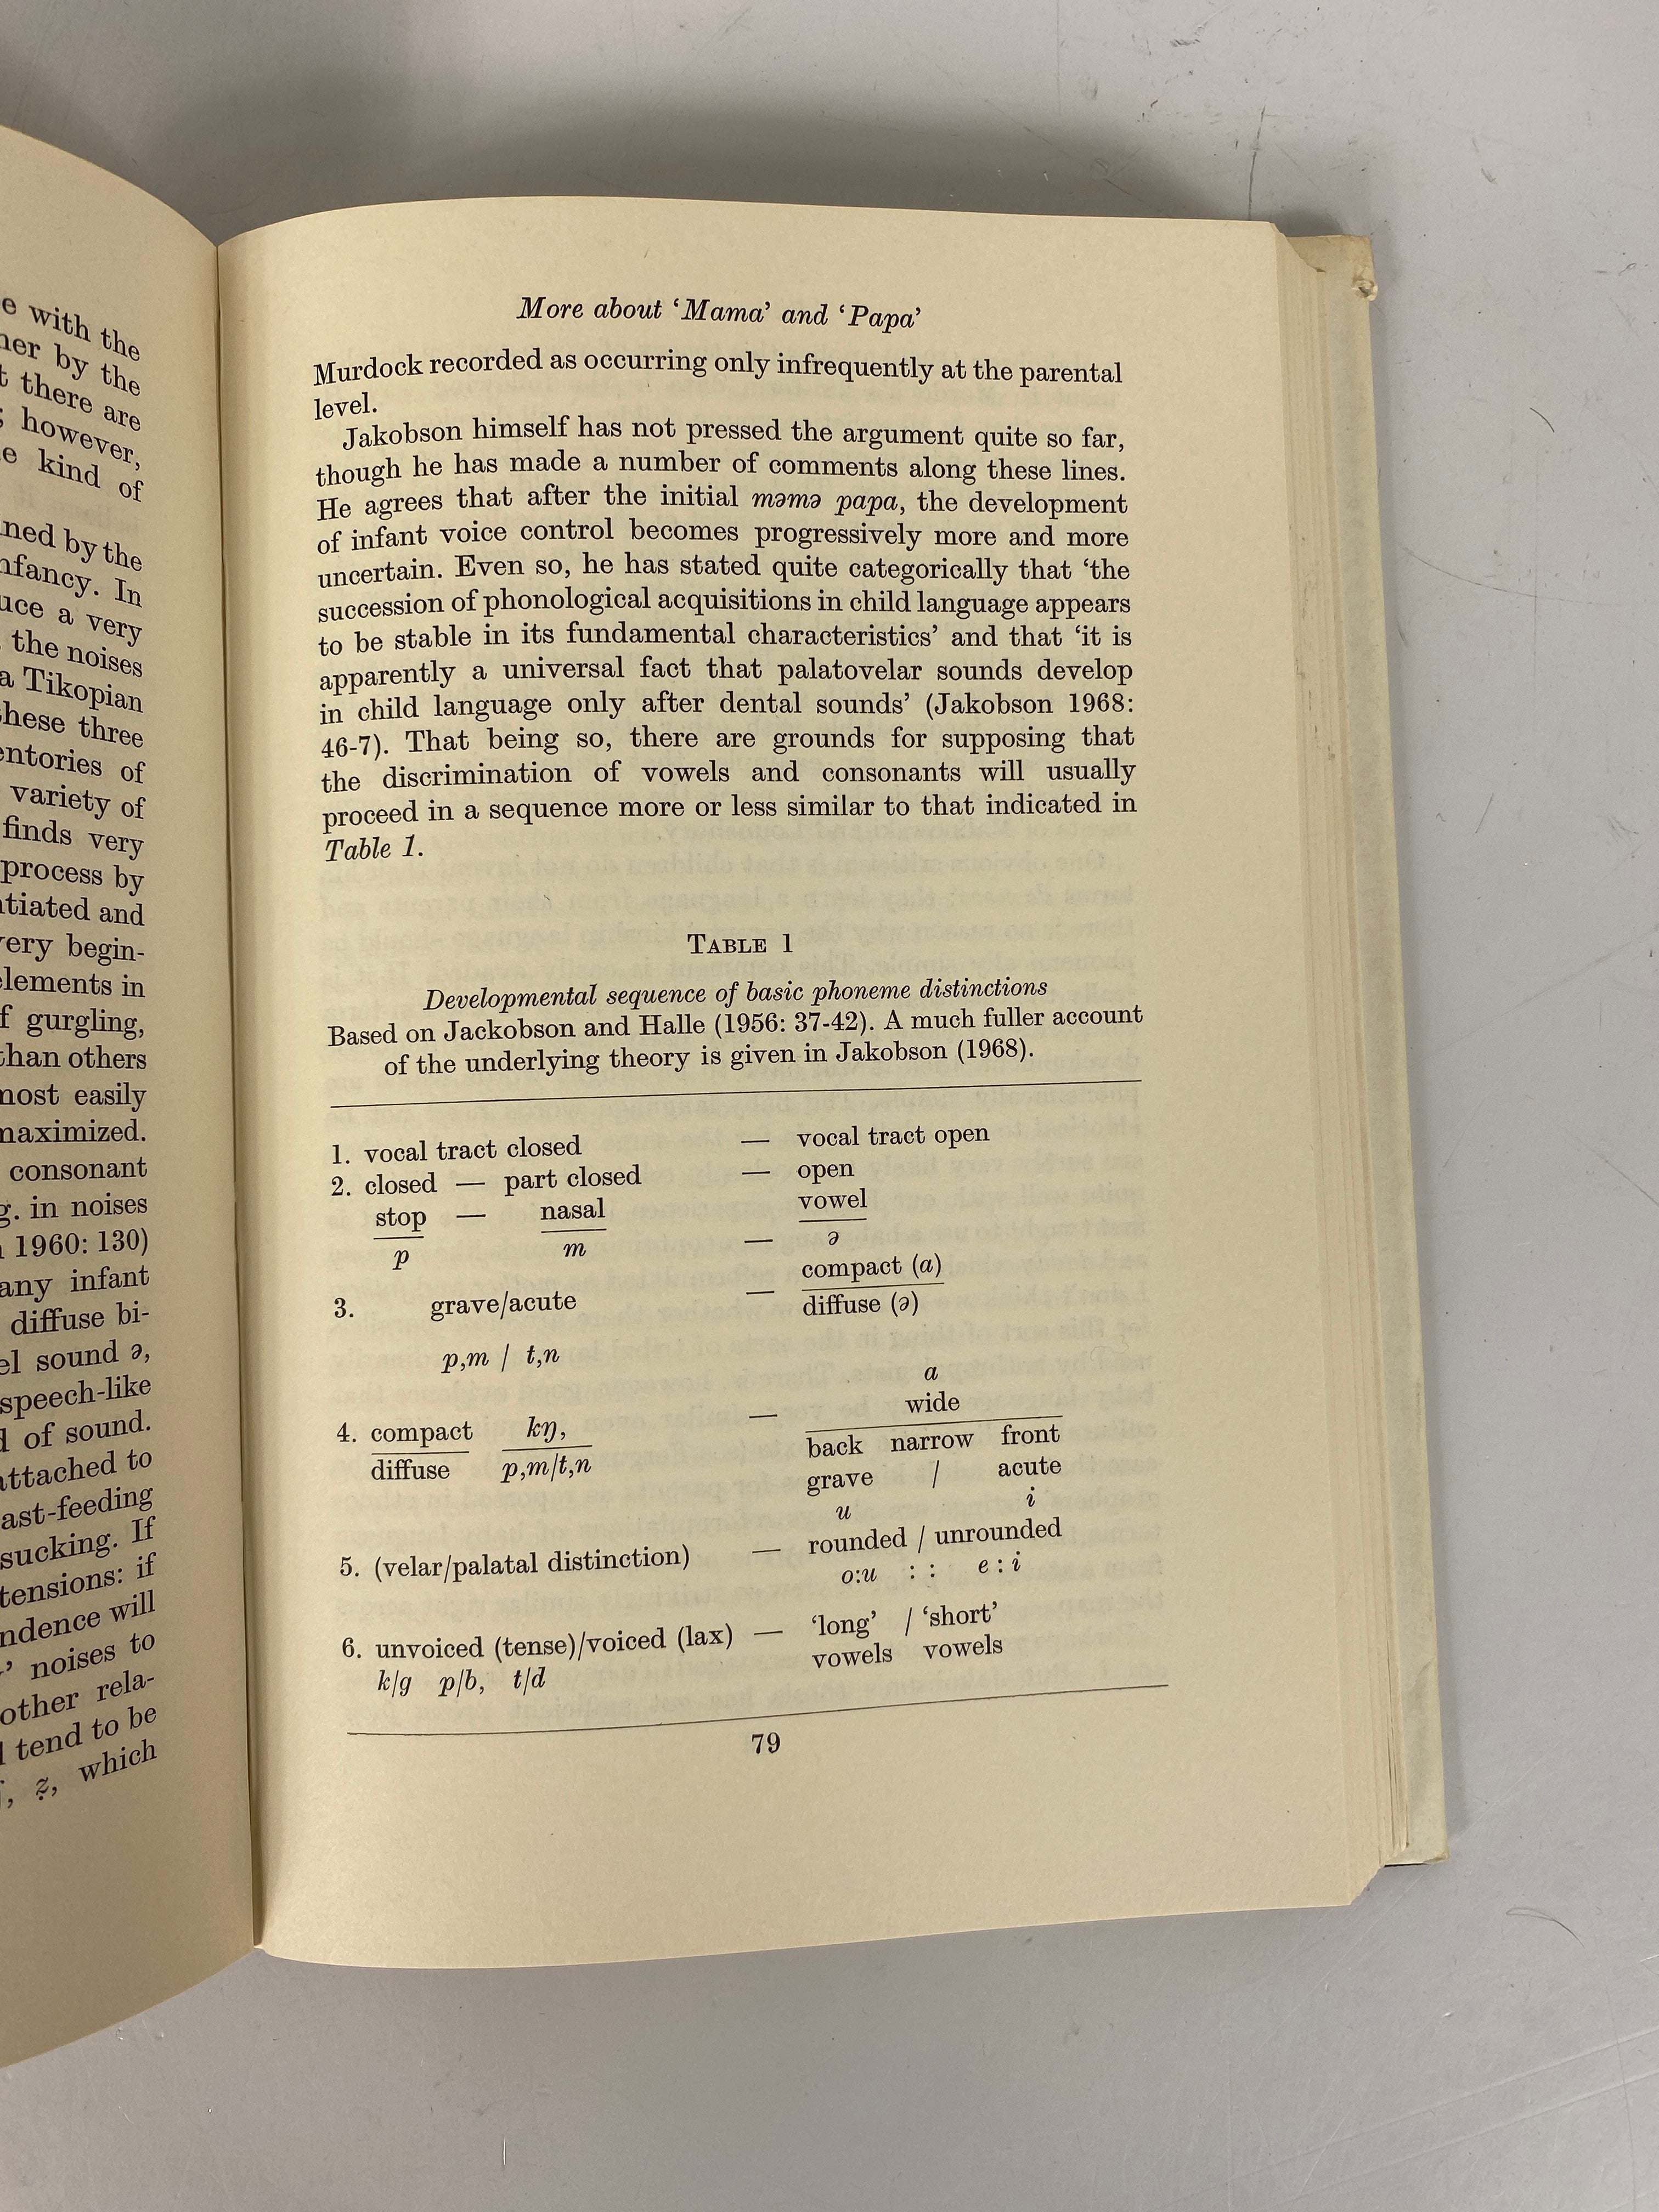 e with the
her by the
t there are
; however,
e kind of
ned by the
nfancy. In
uce a very
the noises
a Tikopian
these three
entories of
variety of
finds very
process by
ntiated and
very begin-
elements in
f gurgling,
than others
most easily
maximized.
consonant
g. in noises
1960: 130)
any infant
diffuse bi-
el sound ə,
speech-like
d of sound.
attached to
ast-feeding
sucking. If
tensions: if
ndence will
’ noises to
other rela-
l tend to be
, ẓ, which
More about ‘Mama’ and ‘Papa’
Murdock recorded as occurring only infrequently at the parental
level.
Jakobson himself has not pressed the argument quite so far,
though he has made a number of comments along these lines.
He agrees that after the initial məmə papa, the development
of infant voice control becomes progressively more and more
uncertain. Even so, he has stated quite categorically that ‘the
succession of phonological acquisitions in child language appears
to be stable in its fundamental characteristics’ and that ‘it is
apparently a universal fact that palatovelar sounds develop
in child language only after dental sounds’ (Jakobson 1968:
46-7). That being so, there are grounds for supposing that
the discrimination of vowels and consonants will usually
proceed in a sequence more or less similar to that indicated in
Table 1.
TABLE 1
Developmental sequence of basic phoneme distinctions
Based on Jackobson and Halle (1956: 37-42). A much fuller account
of the underlying theory is given in Jakobson (1968).
1. vocal tract closed — vocal tract open
2. closed — part closed — open
stop — nasal vowel
p m — ə
compact (a)
3. grave/acute — diffuse (ə)
p,m / t,n
a
— wide
4. compact kŋ, back narrow front
diffuse p,m/t,n grave / acute
u i
5. (velar/palatal distinction) — rounded / unrounded
o:u : : e : i
6. unvoiced (tense)/voiced (lax) — ‘long’ / ‘short’
k/g p/b, t/d vowels vowels
79